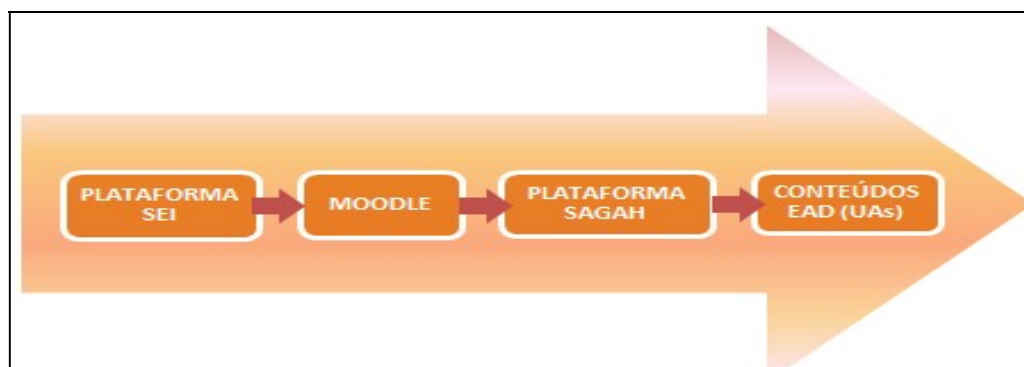 PLATAFORMA
SEI
MOODLE
PLATAFORMA
SAGAH
CONTEÚDOS
EAD (UAs)